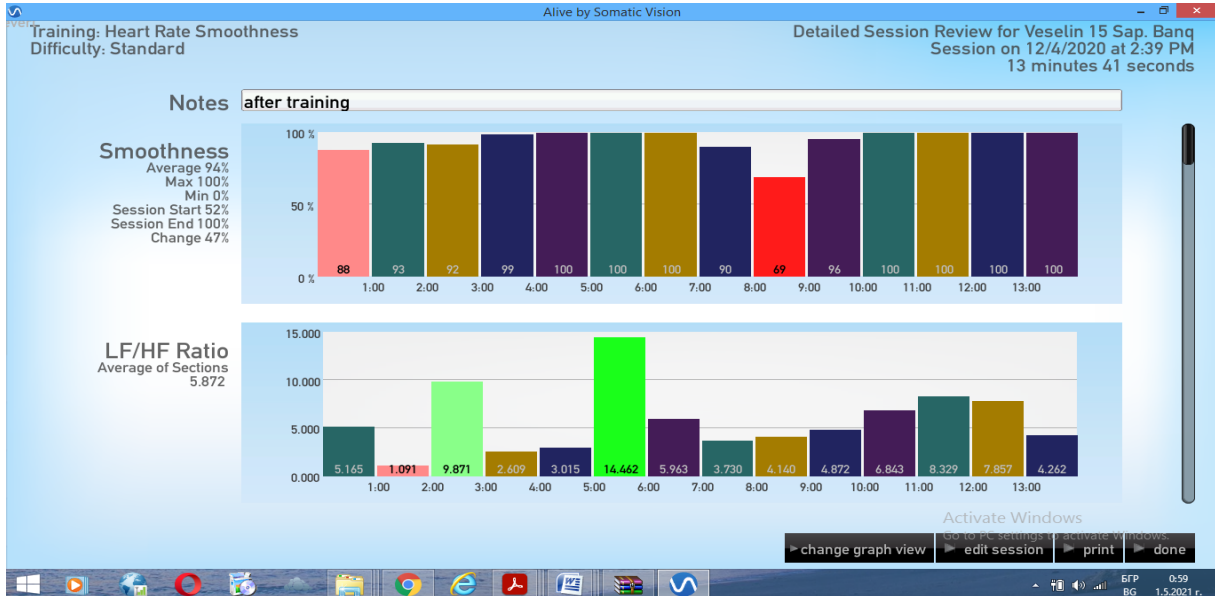 Alive by Somatic Vision
Training: Heart Rate Smoothness
Difficulty: Standard
Detailed Session Review for Veselin 15 Sap. Banq
Session on 12/4/2020 at 2:39 PM
13 minutes 41 seconds
Notes after training
Smoothness
Average 94%
Max 100%
Min 0%
Session Start 52%
Session End 100%
Change 47%
100 %
50 %
0 %
88 93 92 99 100 100 100 90 69 96 100 100 100 100
1:00 2:00 3:00 4:00 5:00 6:00 7:00 8:00 9:00 10:00 11:00 12:00 13:00
LF/HF Ratio
Average of Sections
5.872
15.000
10.000
5.000
0.000
5.165 1.091 9.871 2.609 3.015 14.462 5.963 3.730 4.140 4.872 6.843 8.329 7.857 4.262
1:00 2:00 3:00 4:00 5:00 6:00 7:00 8:00 9:00 10:00 11:00 12:00 13:00
Activate Windows
Go to PC settings to activate Windows.
change graph view edit session print done
БГР 0:59
BG 1.5.2021 г.